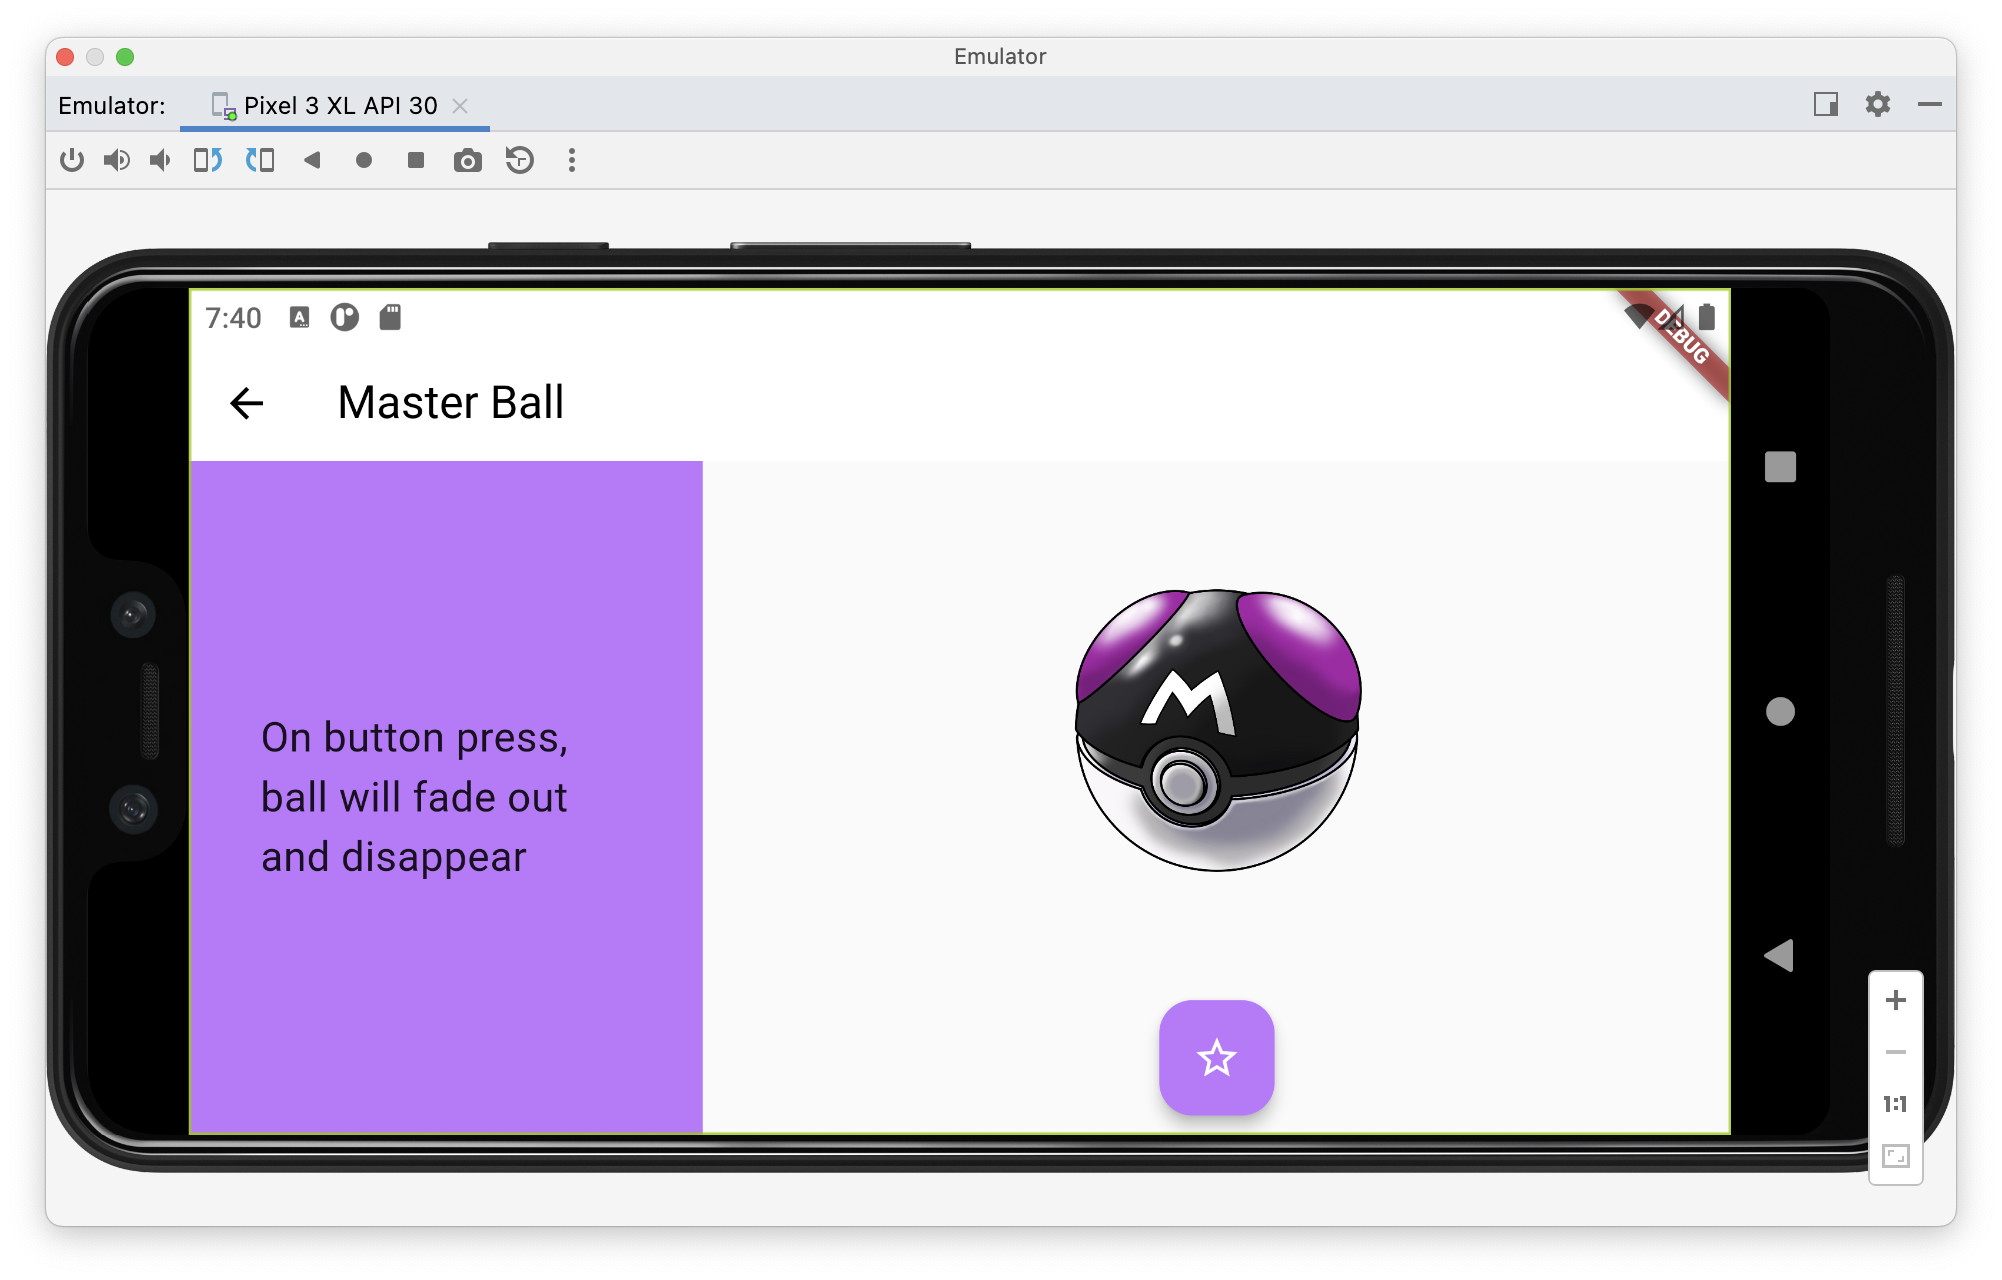 Emulator
Emulator:
Pixel 3 XL API 30
7:40
A
DEBUG
Master Ball
On button press,
ball will fade out
and disappear
M
1:1